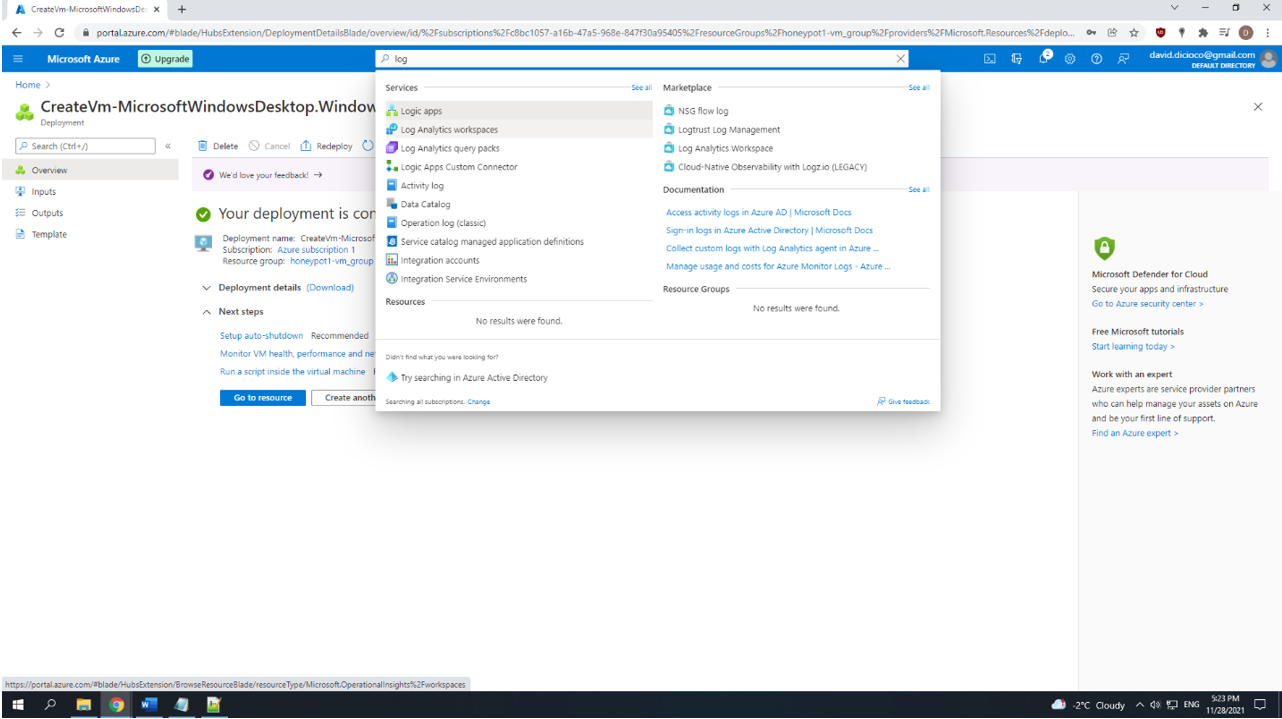 CreateVm-MicrosoftWindowsDes
portal.azure.com/#blade/HubsExtension/DeploymentDetailsBlade/overview/id/%2Fsubscriptions%2Fc8bc1057-a16b-47a5-968e-847f30a95405%2FresourceGroups%2Fhoneypot1-vm_group%2Fproviders%2FMicrosoft.Resources%2Fdeplo...
D
Microsoft Azure
Upgrade
log
david.dicioco@gmail.com
DEFAULT DIRECTORY
Home >
CreateVm-MicrosoftWindowsDesktop.Window
Deployment
Search (Ctrl+/)
«
Delete
Cancel
Redeploy
Overview
Inputs
Outputs
Template
We'd love your feedback! →
Your deployment is con
Deployment name: CreateVm-Microsof
Subscription: Azure subscription 1
Resource group: honeypot1-vm_group
Deployment details (Download)
Next steps
Setup auto-shutdown Recommended
Monitor VM health, performance and ne
Run a script inside the virtual machine
Go to resource
Create anoth
Services
See all
Logic apps
Log Analytics workspaces
Log Analytics query packs
Logic Apps Custom Connector
Activity log
Data Catalog
Operation log (classic)
Service catalog managed application definitions
Integration accounts
Integration Service Environments
Resources
No results were found.
Marketplace
See all
NSG flow log
Logtrust Log Management
Log Analytics Workspace
Cloud-Native Observability with Logz.io (LEGACY)
Documentation
See all
Access activity logs in Azure AD | Microsoft Docs
Sign-in logs in Azure Active Directory | Microsoft Docs
Collect custom logs with Log Analytics agent in Azure ...
Manage usage and costs for Azure Monitor Logs - Azure ...
Resource Groups
No results were found.
Didn't find what you were looking for?
Try searching in Azure Active Directory
Searching all subscriptions. Change
Give feedback
Microsoft Defender for Cloud
Secure your apps and infrastructure
Go to Azure security center >
Free Microsoft tutorials
Start learning today >
Work with an expert
Azure experts are service provider partners
who can help manage your assets on Azure
and be your first line of support.
Find an Azure expert >
https://portal.azure.com/#blade/HubsExtension/BrowseResourceBlade/resourceType/Microsoft.OperationalInsights%2Fworkspaces
-2°C Cloudy
ENG
5:23 PM
11/28/2021